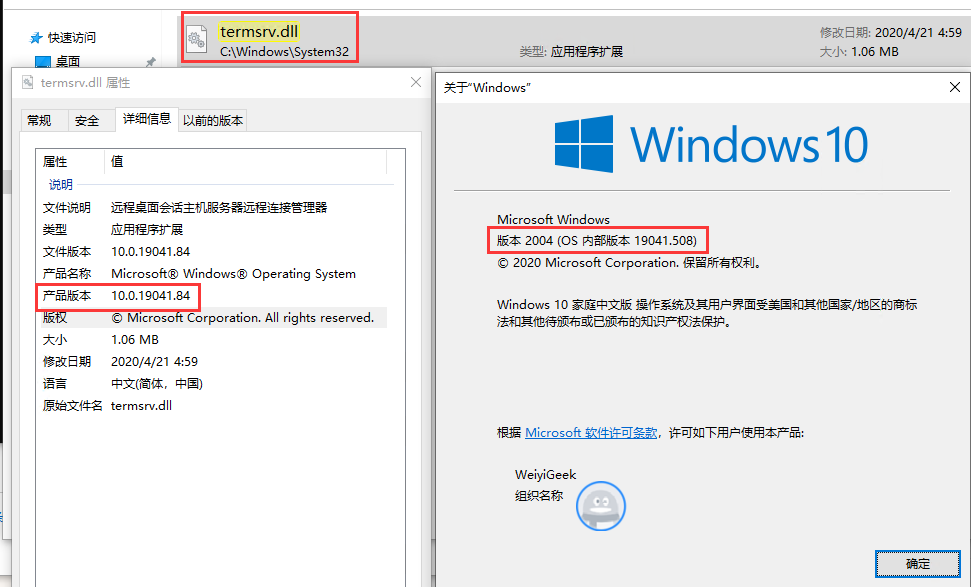 快速访问
桌面
termsrv.dll
C:\Windows\System32
类型: 应用程序扩展
修改日期: 2020/4/21 4:59
大小: 1.06 MB
termsrv.dll 属性
常规 安全 详细信息 以前的版本
属性 值
说明
文件说明 远程桌面会话主机服务器远程连接管理器
类型 应用程序扩展
文件版本 10.0.19041.84
产品名称 Microsoft® Windows® Operating System
产品版本 10.0.19041.84
版权 © Microsoft Corporation. All rights reserved.
大小 1.06 MB
修改日期 2020/4/21 4:59
语言 中文(简体，中国)
原始文件名 termsrv.dll
关于“Windows”
Windows 10
Microsoft Windows
版本 2004 (OS 内部版本 19041.508)
© 2020 Microsoft Corporation. 保留所有权利。
Windows 10 家庭中文版 操作系统及其用户界面受美国和其他国家/地区的商标
法和其他待颁布或已颁布的知识产权法保护。
根据 Microsoft 软件许可条款，许可如下用户使用本产品:
WeiyiGeek
组织名称
确定